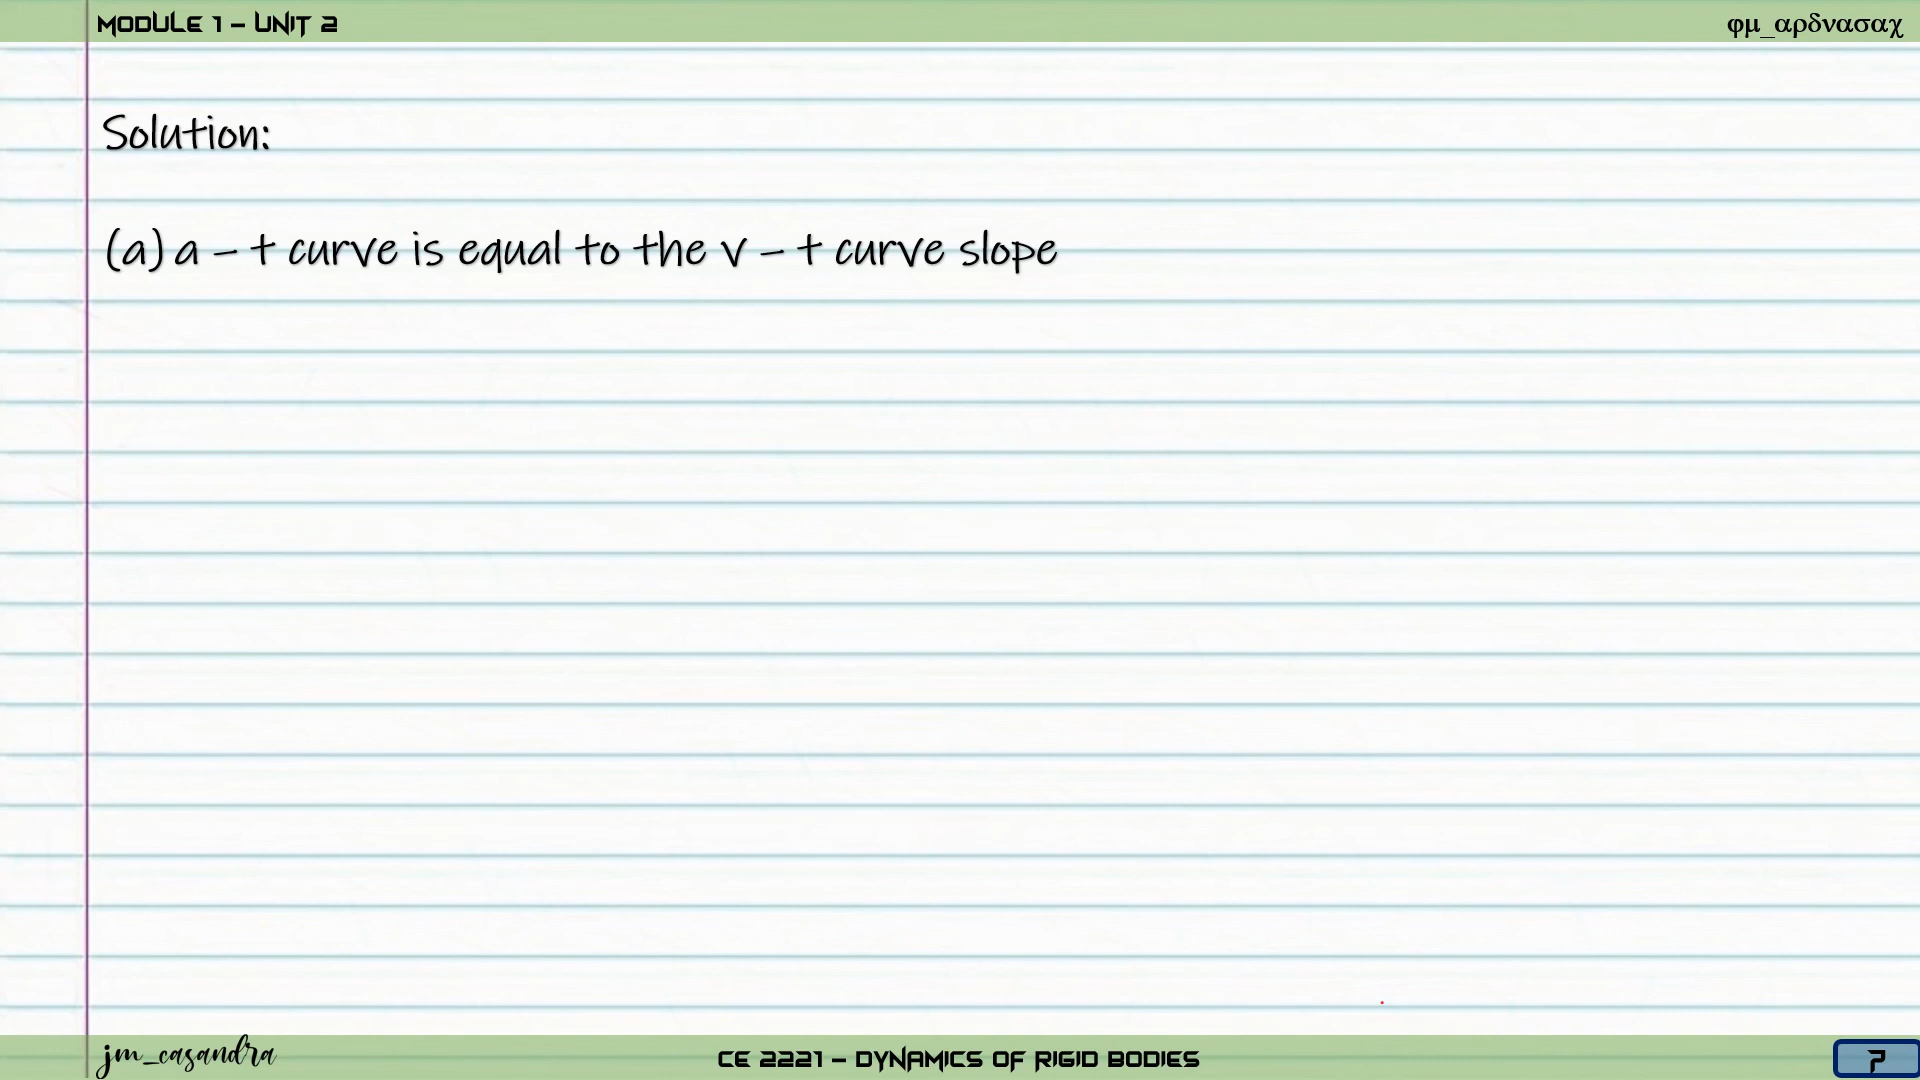 MODULE 1 – UNIT 2
φμ_αρδνασαχ
Solution:
(a) a – t curve is equal to the v – t curve slope
jm_casandra
CE 2221 – DYNAMICS OF RIGID BODIES
7